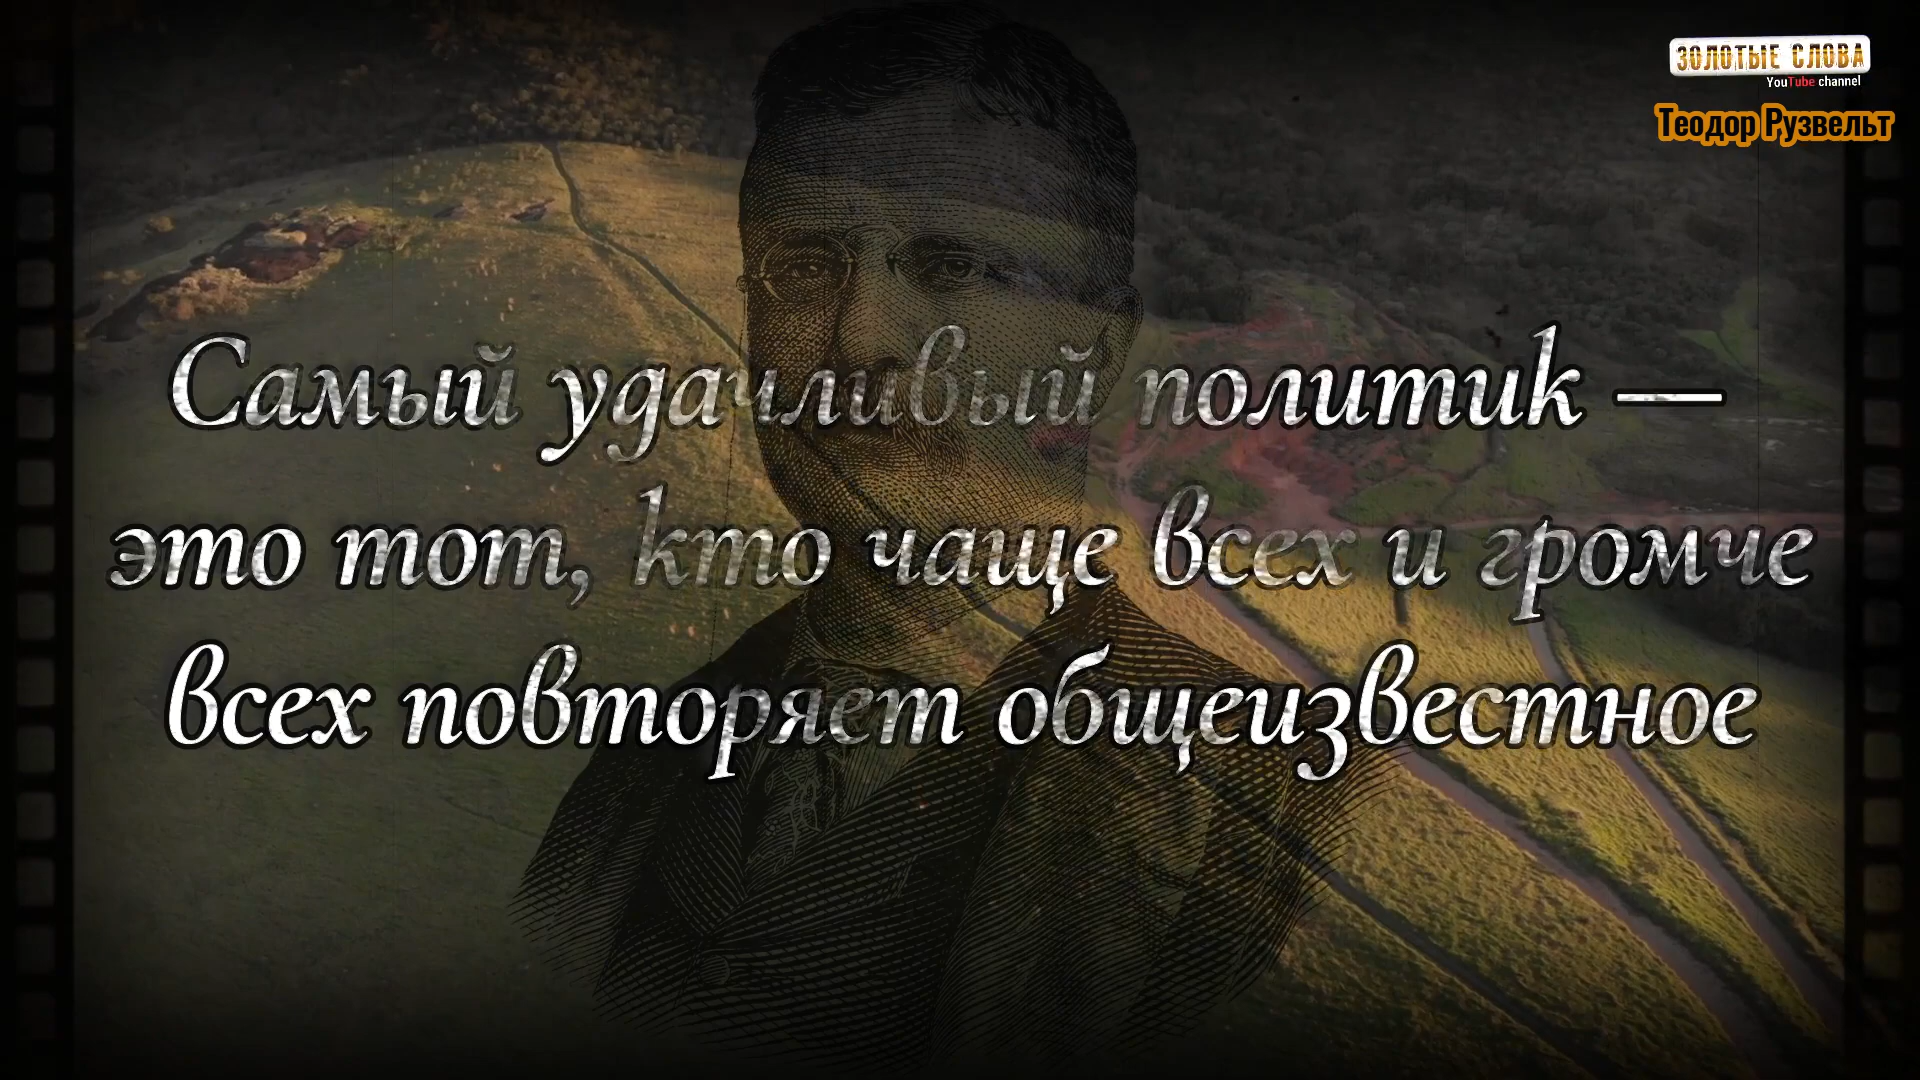 ЗОЛОТЫЕ СЛОВА
YouTube channel
Теодор Рузвельт
Самый удачливый политик —
это тот, кто чаще всех и громче
всех повторяет общеизвестное